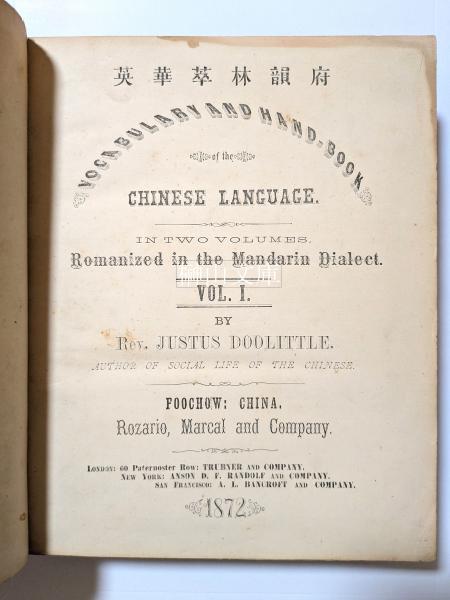 英華萃林韻府
VOCABULARY AND HAND-BOOK
of the
CHINESE LANGUAGE.
IN TWO VOLUMES.
Romanized in the Mandarin Dialect.
VOL. I.
BY
Rev. JUSTUS DOOLITTLE.
AUTHOR OF SOCIAL LIFE OF THE CHINESE.
FOOCHOW: CHINA.
Rozario, Marcal and Company.
London: 60 Paternoster Row: TRUBNER AND COMPANY.
New York: ANSON D. F. RANDOLF AND COMPANY.
San Francisco: A. L. BANCROFT AND COMPANY.
1872